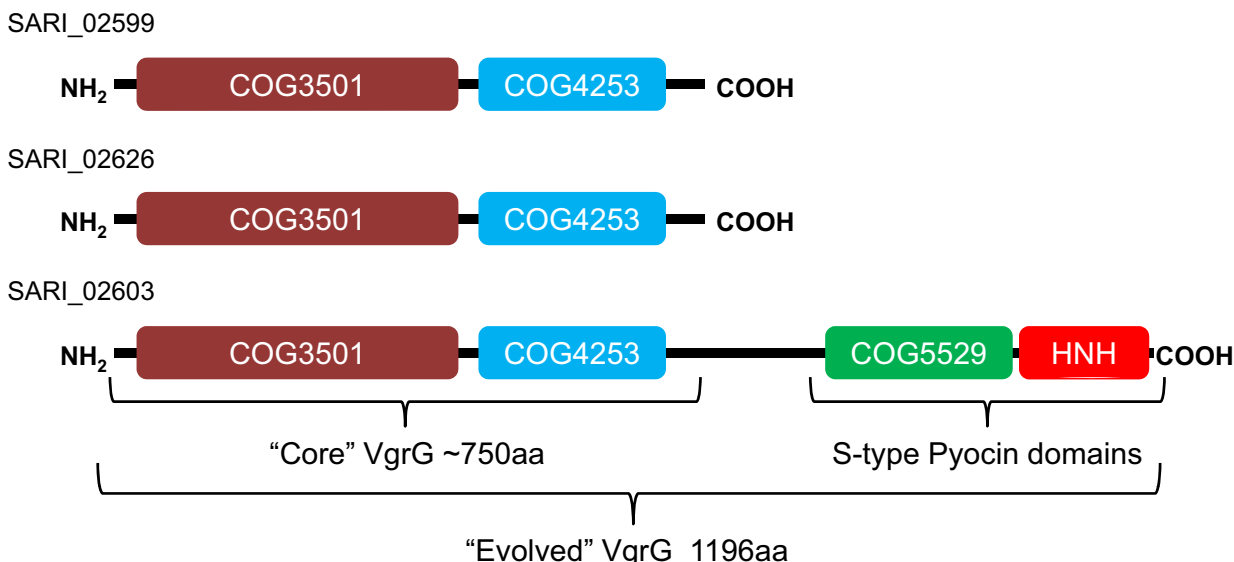 SARI_02599
NH2 COG3501 COG4253 COOH
SARI_02626
NH2 COG3501 COG4253 COOH
SARI_02603
NH2 COG3501 COG4253 COG5529 HNH COOH
“Core” VgrG ~750aa S-type Pyocin domains
“Evolved” VgrG 1196aa